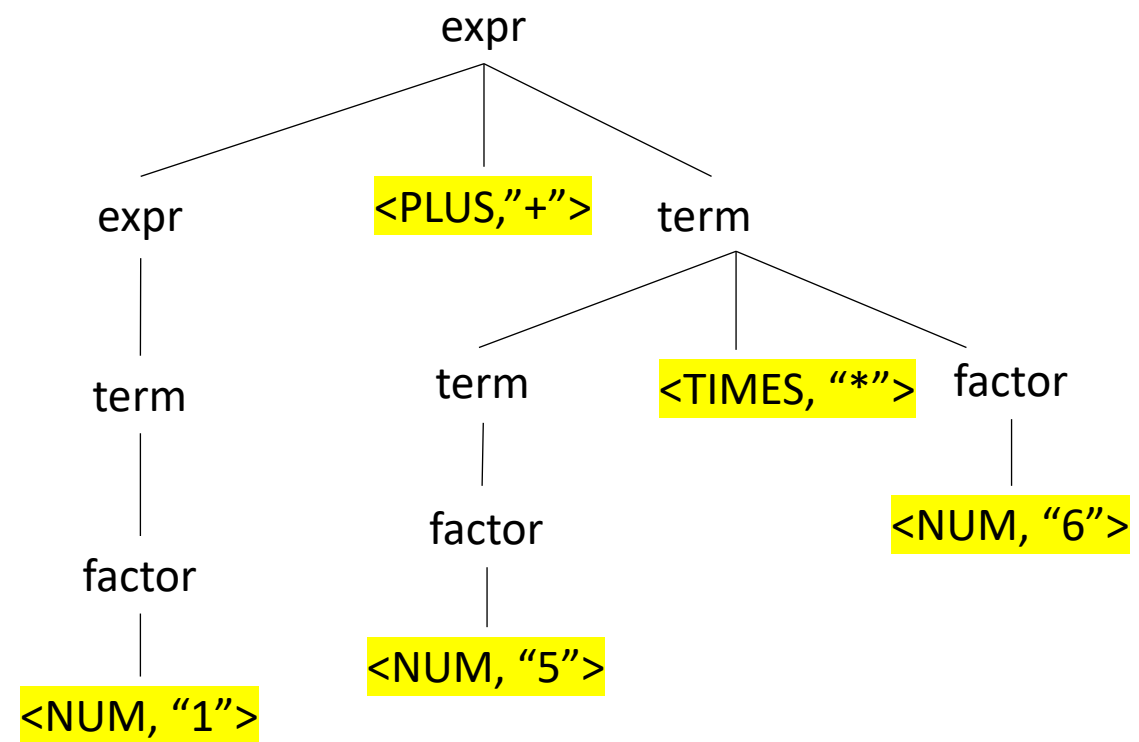 expr
expr
<PLUS,”+”>
term
term
term
<TIMES, “*”>
factor
factor
factor
<NUM, “6”>
<NUM, “1”>
<NUM, “5”>